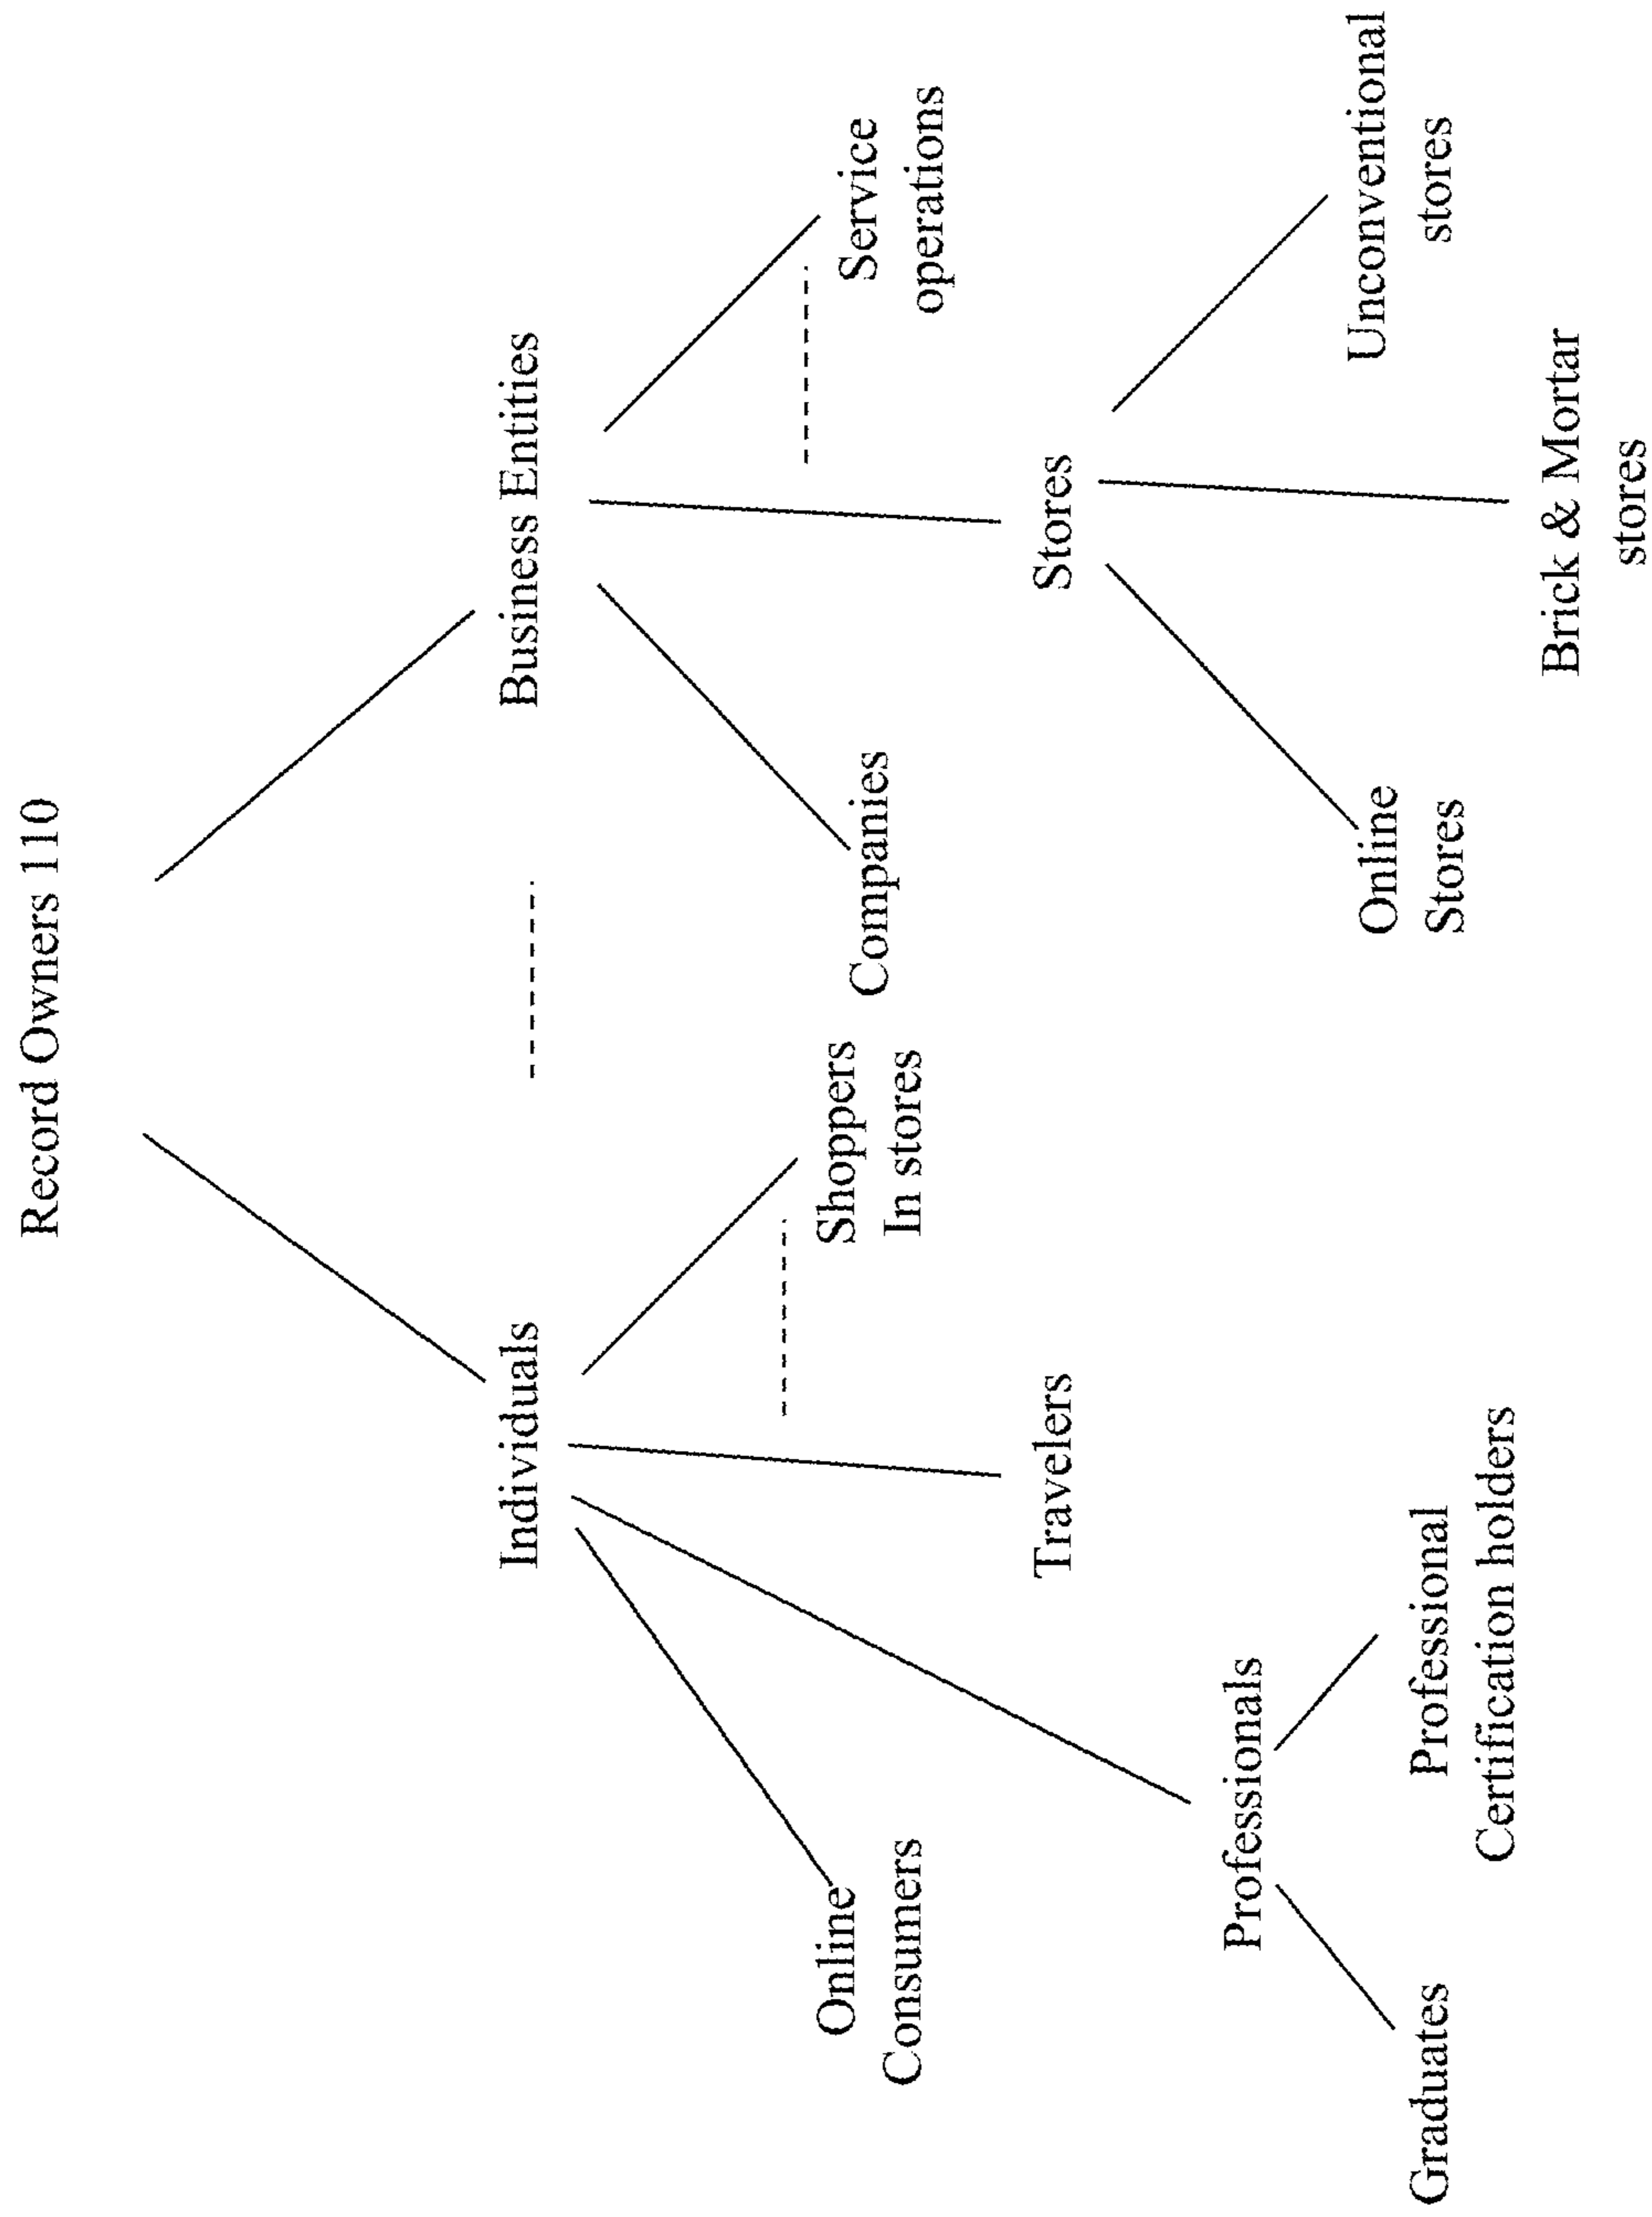 Record Owners 110
Individuals
Business Entities
Online
Consumers
Shoppers
In stores
Companies
Service
operations
Travelers
Stores
Professionals
Graduates
Professional
Certification holders
Online
Stores
Unconventional
stores
Brick & Mortar
stores